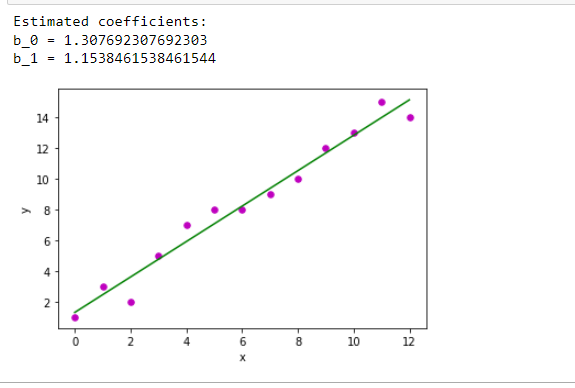 Estimated coefficients:
b_0 = 1.307692307692303
b_1 = 1.1538461538461544
14
12
10
8
6
4
2
y
0 2 4 6 8 10 12
x